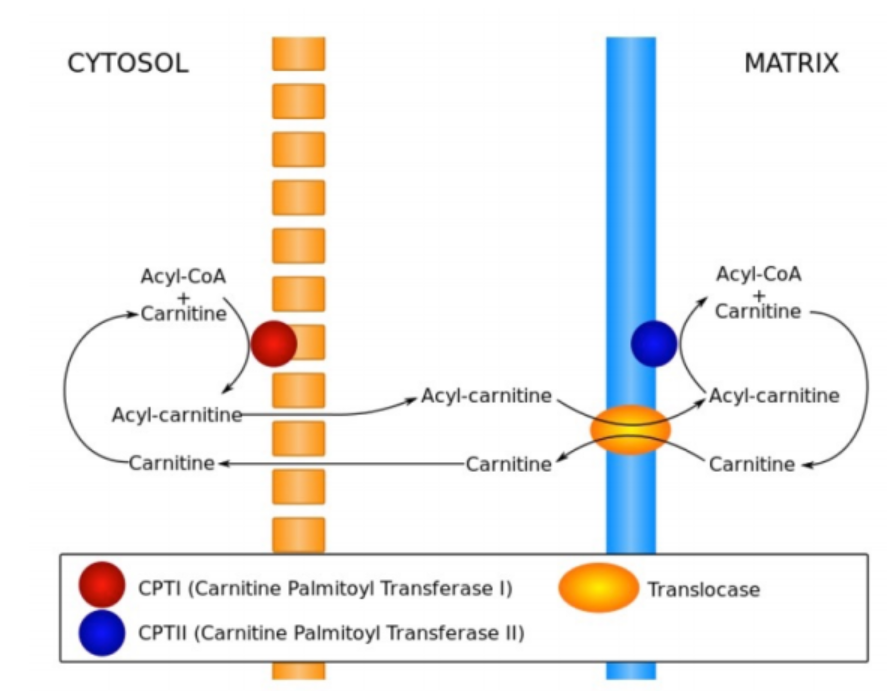 CYTOSOL
MATRIX
Acyl-CoA
+
Carnitine
Acyl-carnitine
Carnitine
Acyl-carnitine
Carnitine
Acyl-CoA
+
Carnitine
Acyl-carnitine
Carnitine
CPTI (Carnitine Palmitoyl Transferase I)
Translocase
CPTII (Carnitine Palmitoyl Transferase II)